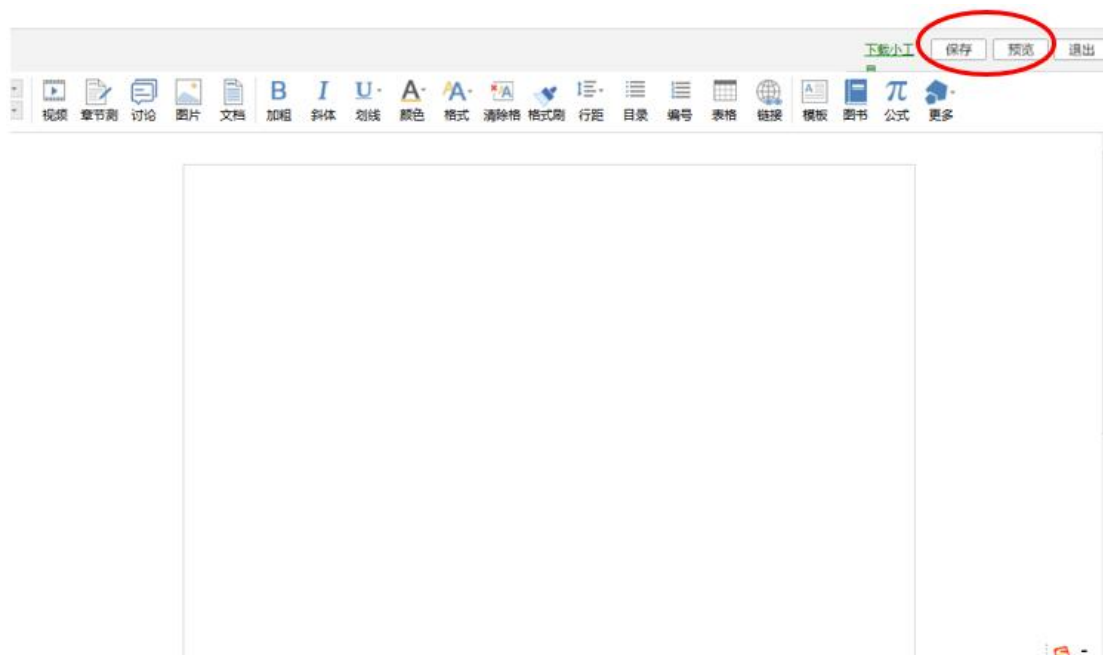 下载小工具 保存 预览 退出
视频 章节测 讨论 图片 文档 B 加粗 I 斜体 U 划线 A 颜色 A 格式 清除格 格式刷 行距 目录 编号 表格 链接 模板 图书 π 公式 更多